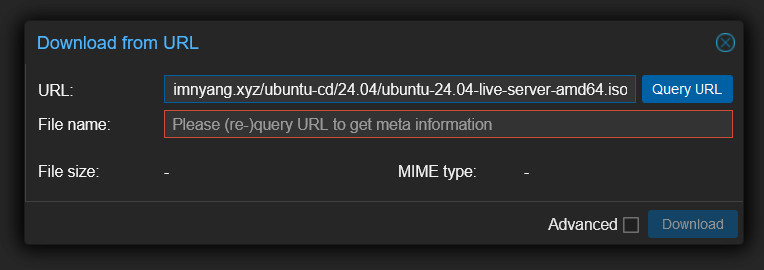 Download from URL
URL: imnyang.xyz/ubuntu-cd/24.04/ubuntu-24.04-live-server-amd64.iso Query URL
File name: Please (re-)query URL to get meta information
File size: - MIME type: -
Advanced Download